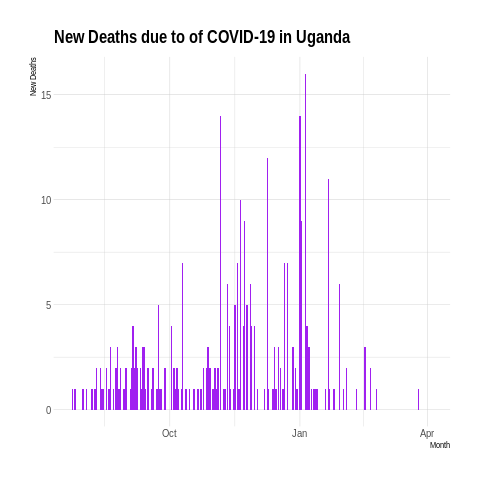 New Deaths due to of COVID-19 in Uganda
New Deaths
15
10
5
0
Oct
Jan
Apr
Month